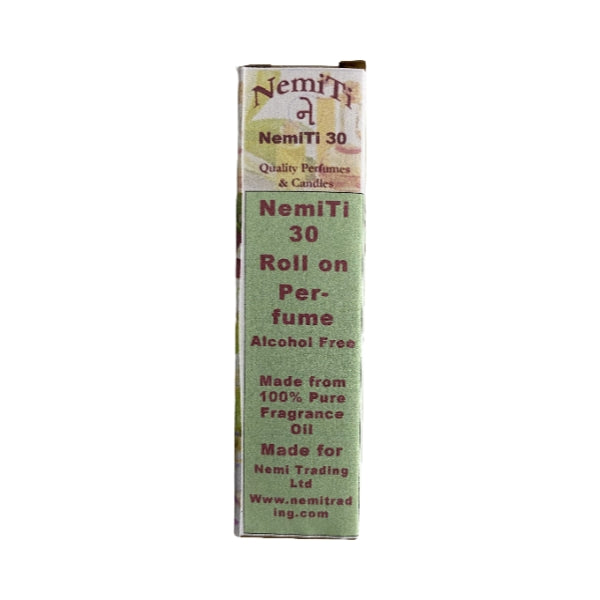 NemiTi
ને
NemiTi 30
Quality Perfumes
& Candles
NemiTi
30
Roll on
Per-
fume
Alcohol Free
Made from
100% Pure
Fragrance
Oil
Made for
Nemi Trading
Ltd
Www.nemitrad
ing.com